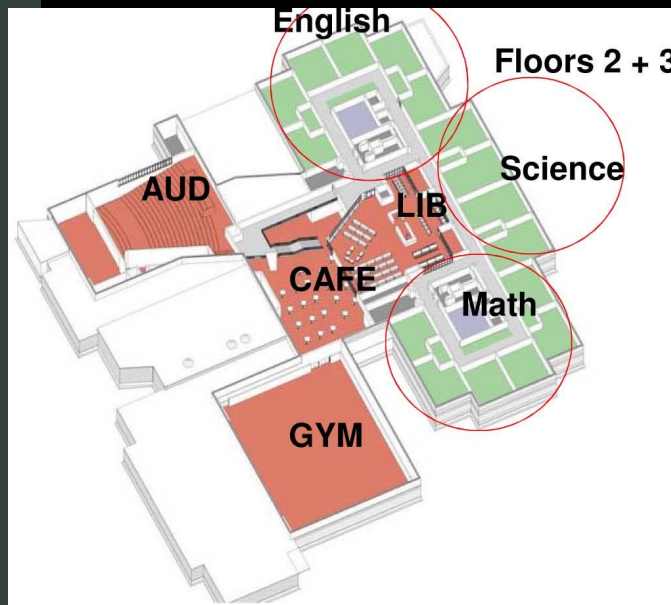 English
Floors 2 + 3
Science
AUD
LIB
CAFE
Math
GYM